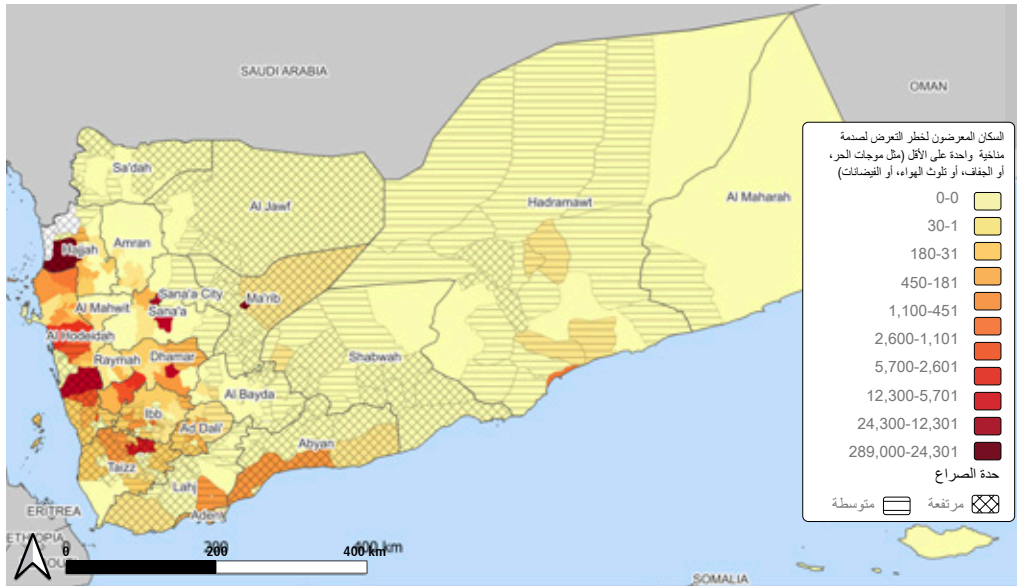 SAUDI ARABIA
OMAN
السكان المعرضون لخطر التعرض لصدمة
مناخية واحدة على الأقل (مثل موجات الحر،
أو الجفاف، أو تلوث الهواء، أو الفيضانات)
0-0
30-1
180-31
450-181
1,100-451
2,600-1,101
5,700-2,601
12,300-5,701
24,300-12,301
289,000-24,301
حدة الصراع
مرتفعة
متوسطة
Sa'dah
Al Jawf
Hadramawt
Al Maharah
Hajjah
Amran
Sana'a City
Ma'rib
Al Mahwit
Sana'a
Al Hodeidah
Raymah
Dhamar
Shabwah
Al Bayda
Ibb
Ad Dali'
Abyan
Taizz
Lahj
Aden
ERITREA
ETHIOPIA
SOMALIA
0
200
400 km
400 km